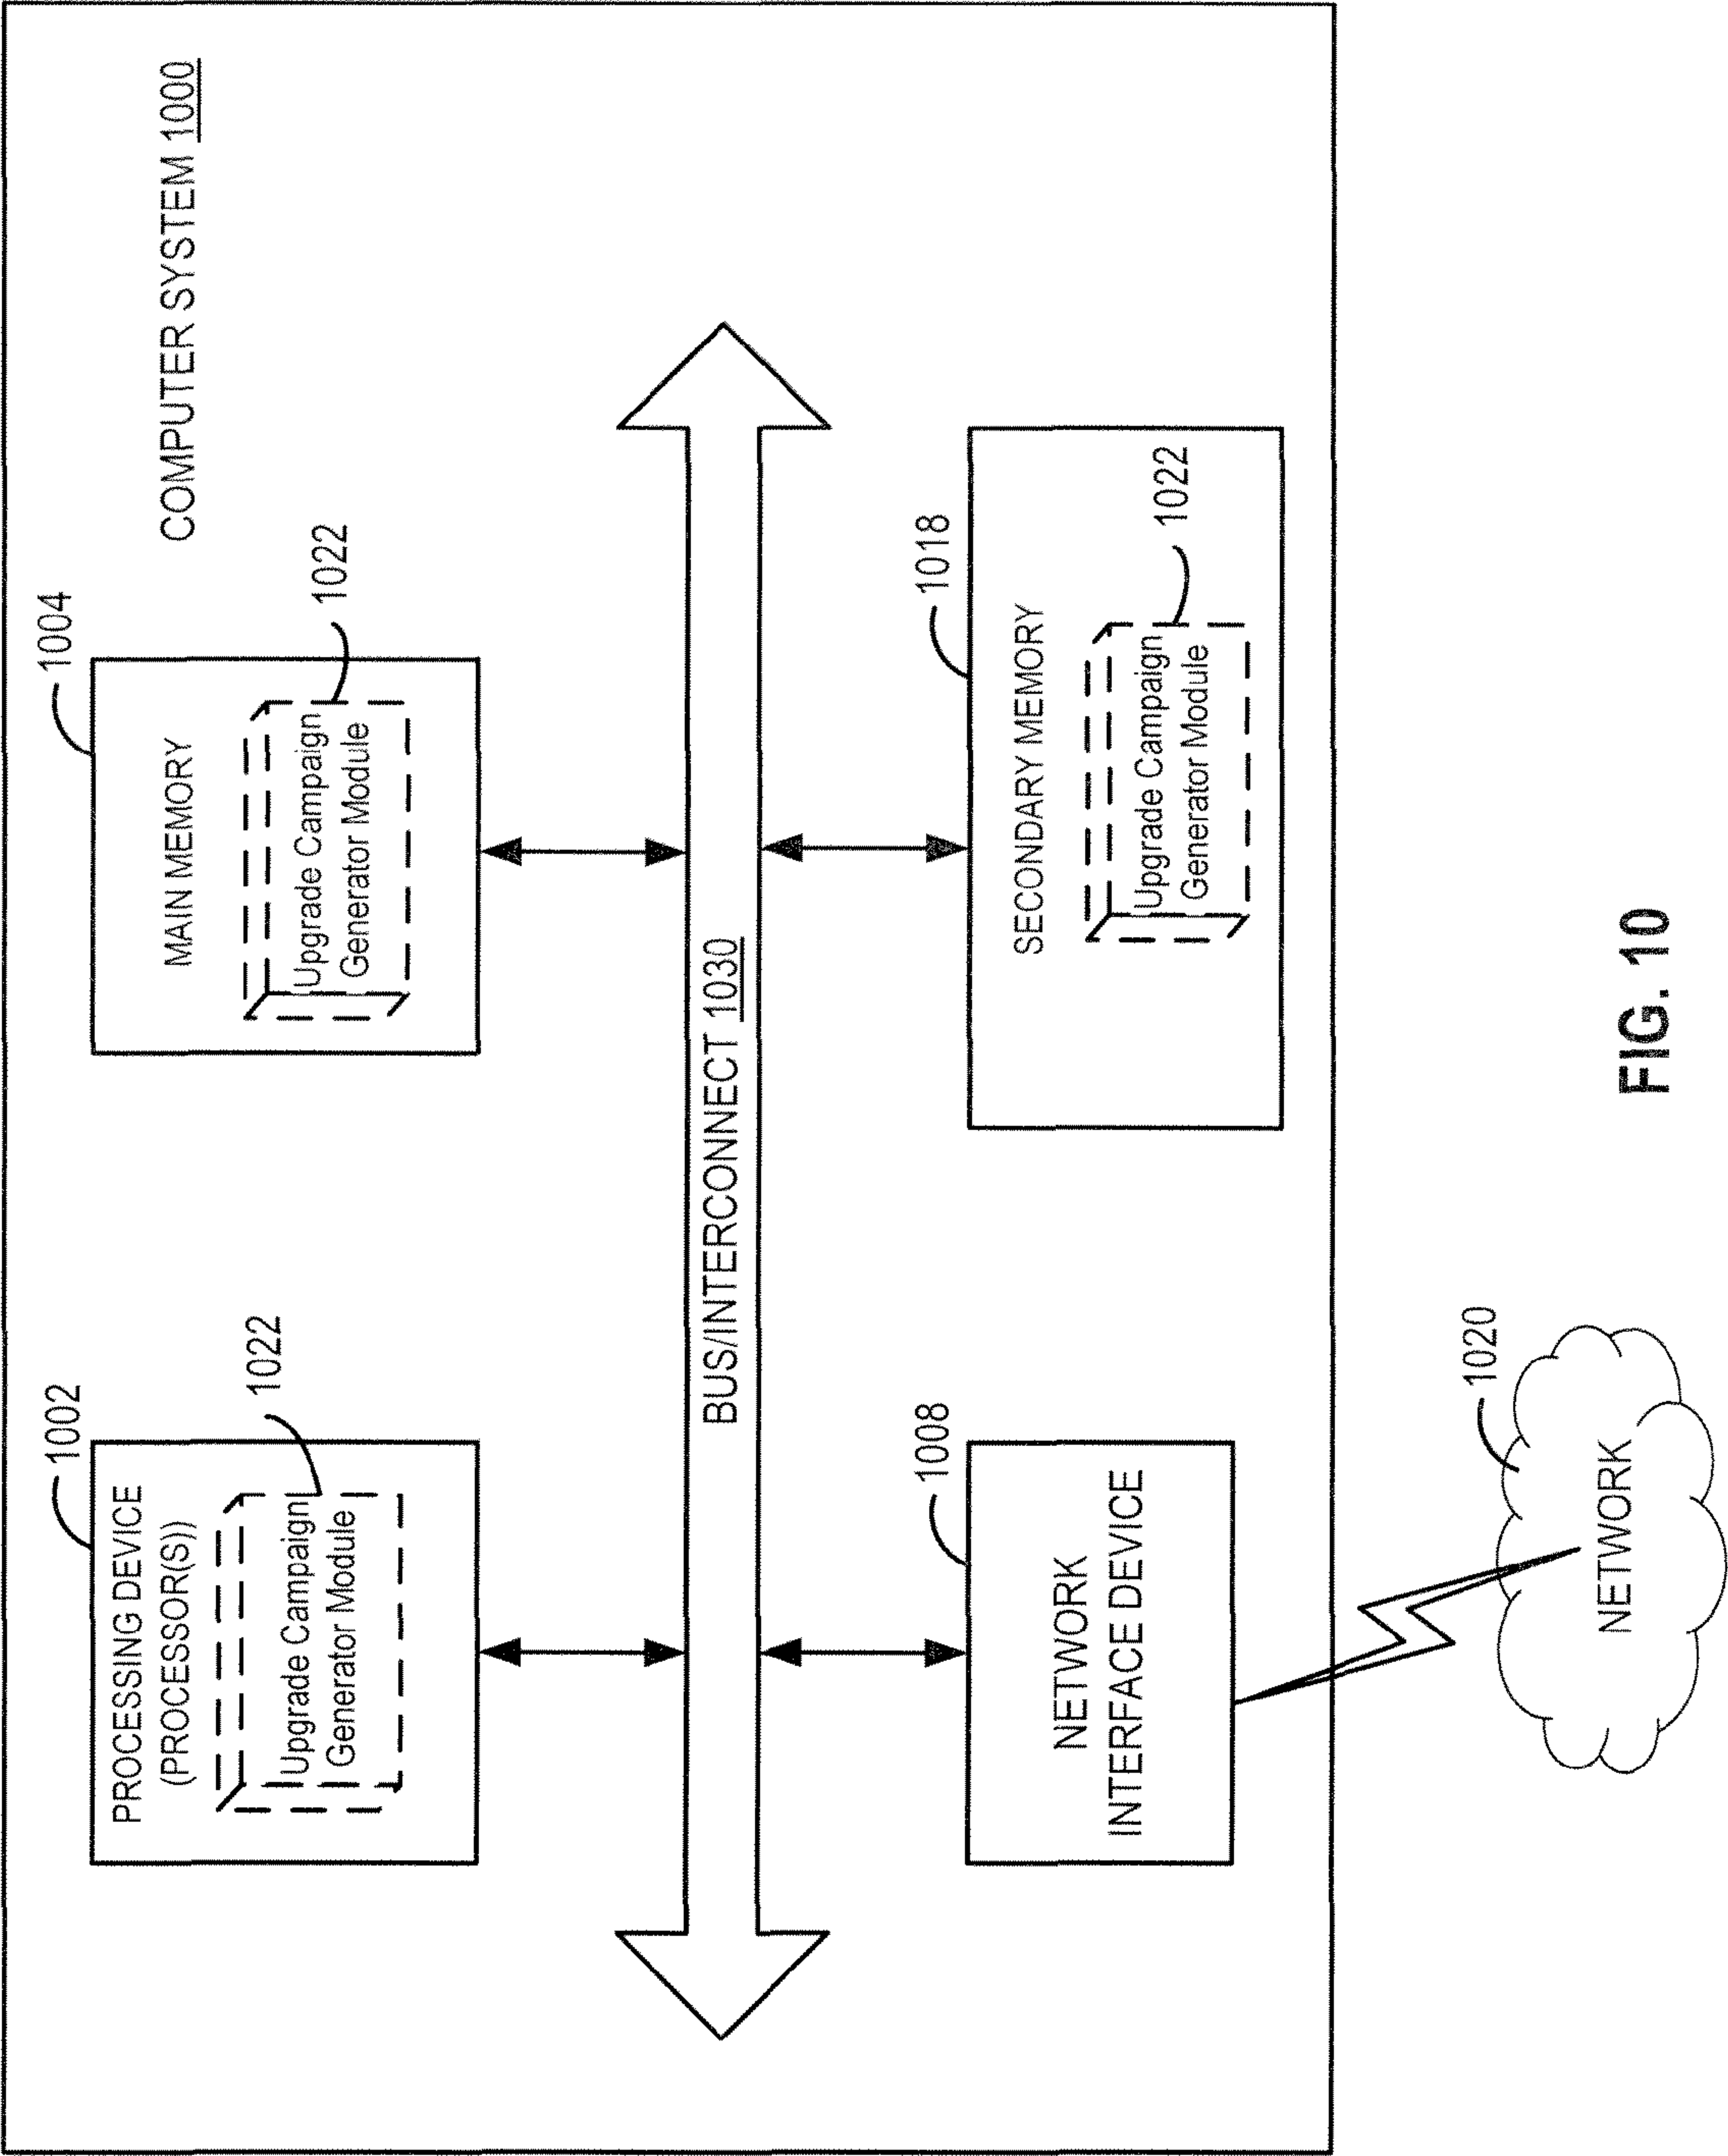 COMPUTER SYSTEM 1000
1002
PROCESSING DEVICE
(PROCESSOR(S))
1022
Upgrade Campaign
Generator Module
1004
MAIN MEMORY
1022
Upgrade Campaign
Generator Module
BUS/INTERCONNECT 1030
1008
NETWORK
INTERFACE DEVICE
1018
SECONDARY MEMORY
1022
Upgrade Campaign
Generator Module
1020
NETWORK
FIG. 10